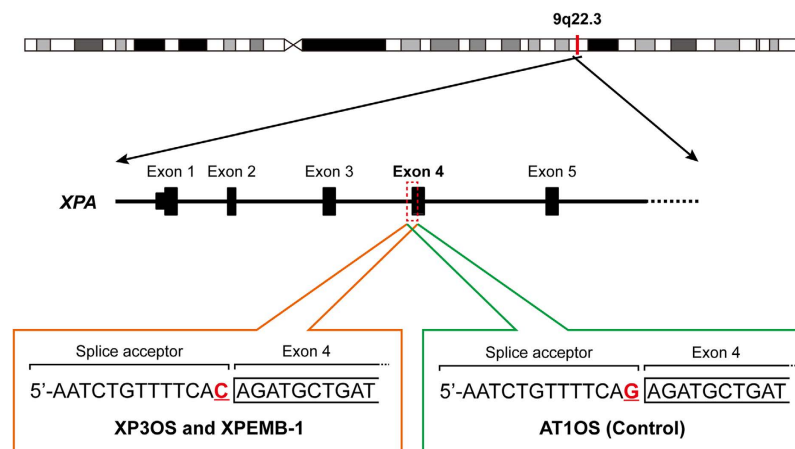 9q22.3
Exon 1 Exon 2 Exon 3 Exon 4 Exon 5
XPA
Splice acceptor Exon 4
5’-AATCTGTTTTCAC AGATGCTGAT
XP3OS and XPEMB-1
Splice acceptor Exon 4
5’-AATCTGTTTTCAG AGATGCTGAT
AT1OS (Control)